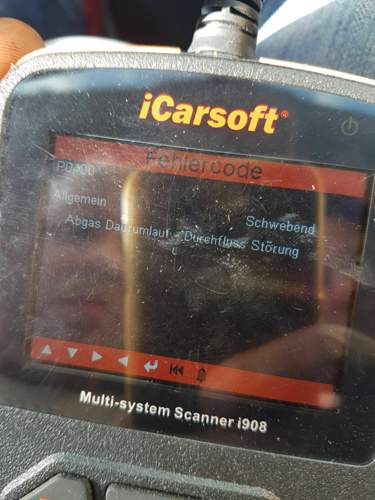 iCarsoft®
Fehlercode
P0400
Allgemein
Schwebend
Abgas Daurumlauf - Durchfluss Störung
Multi-system Scanner i908